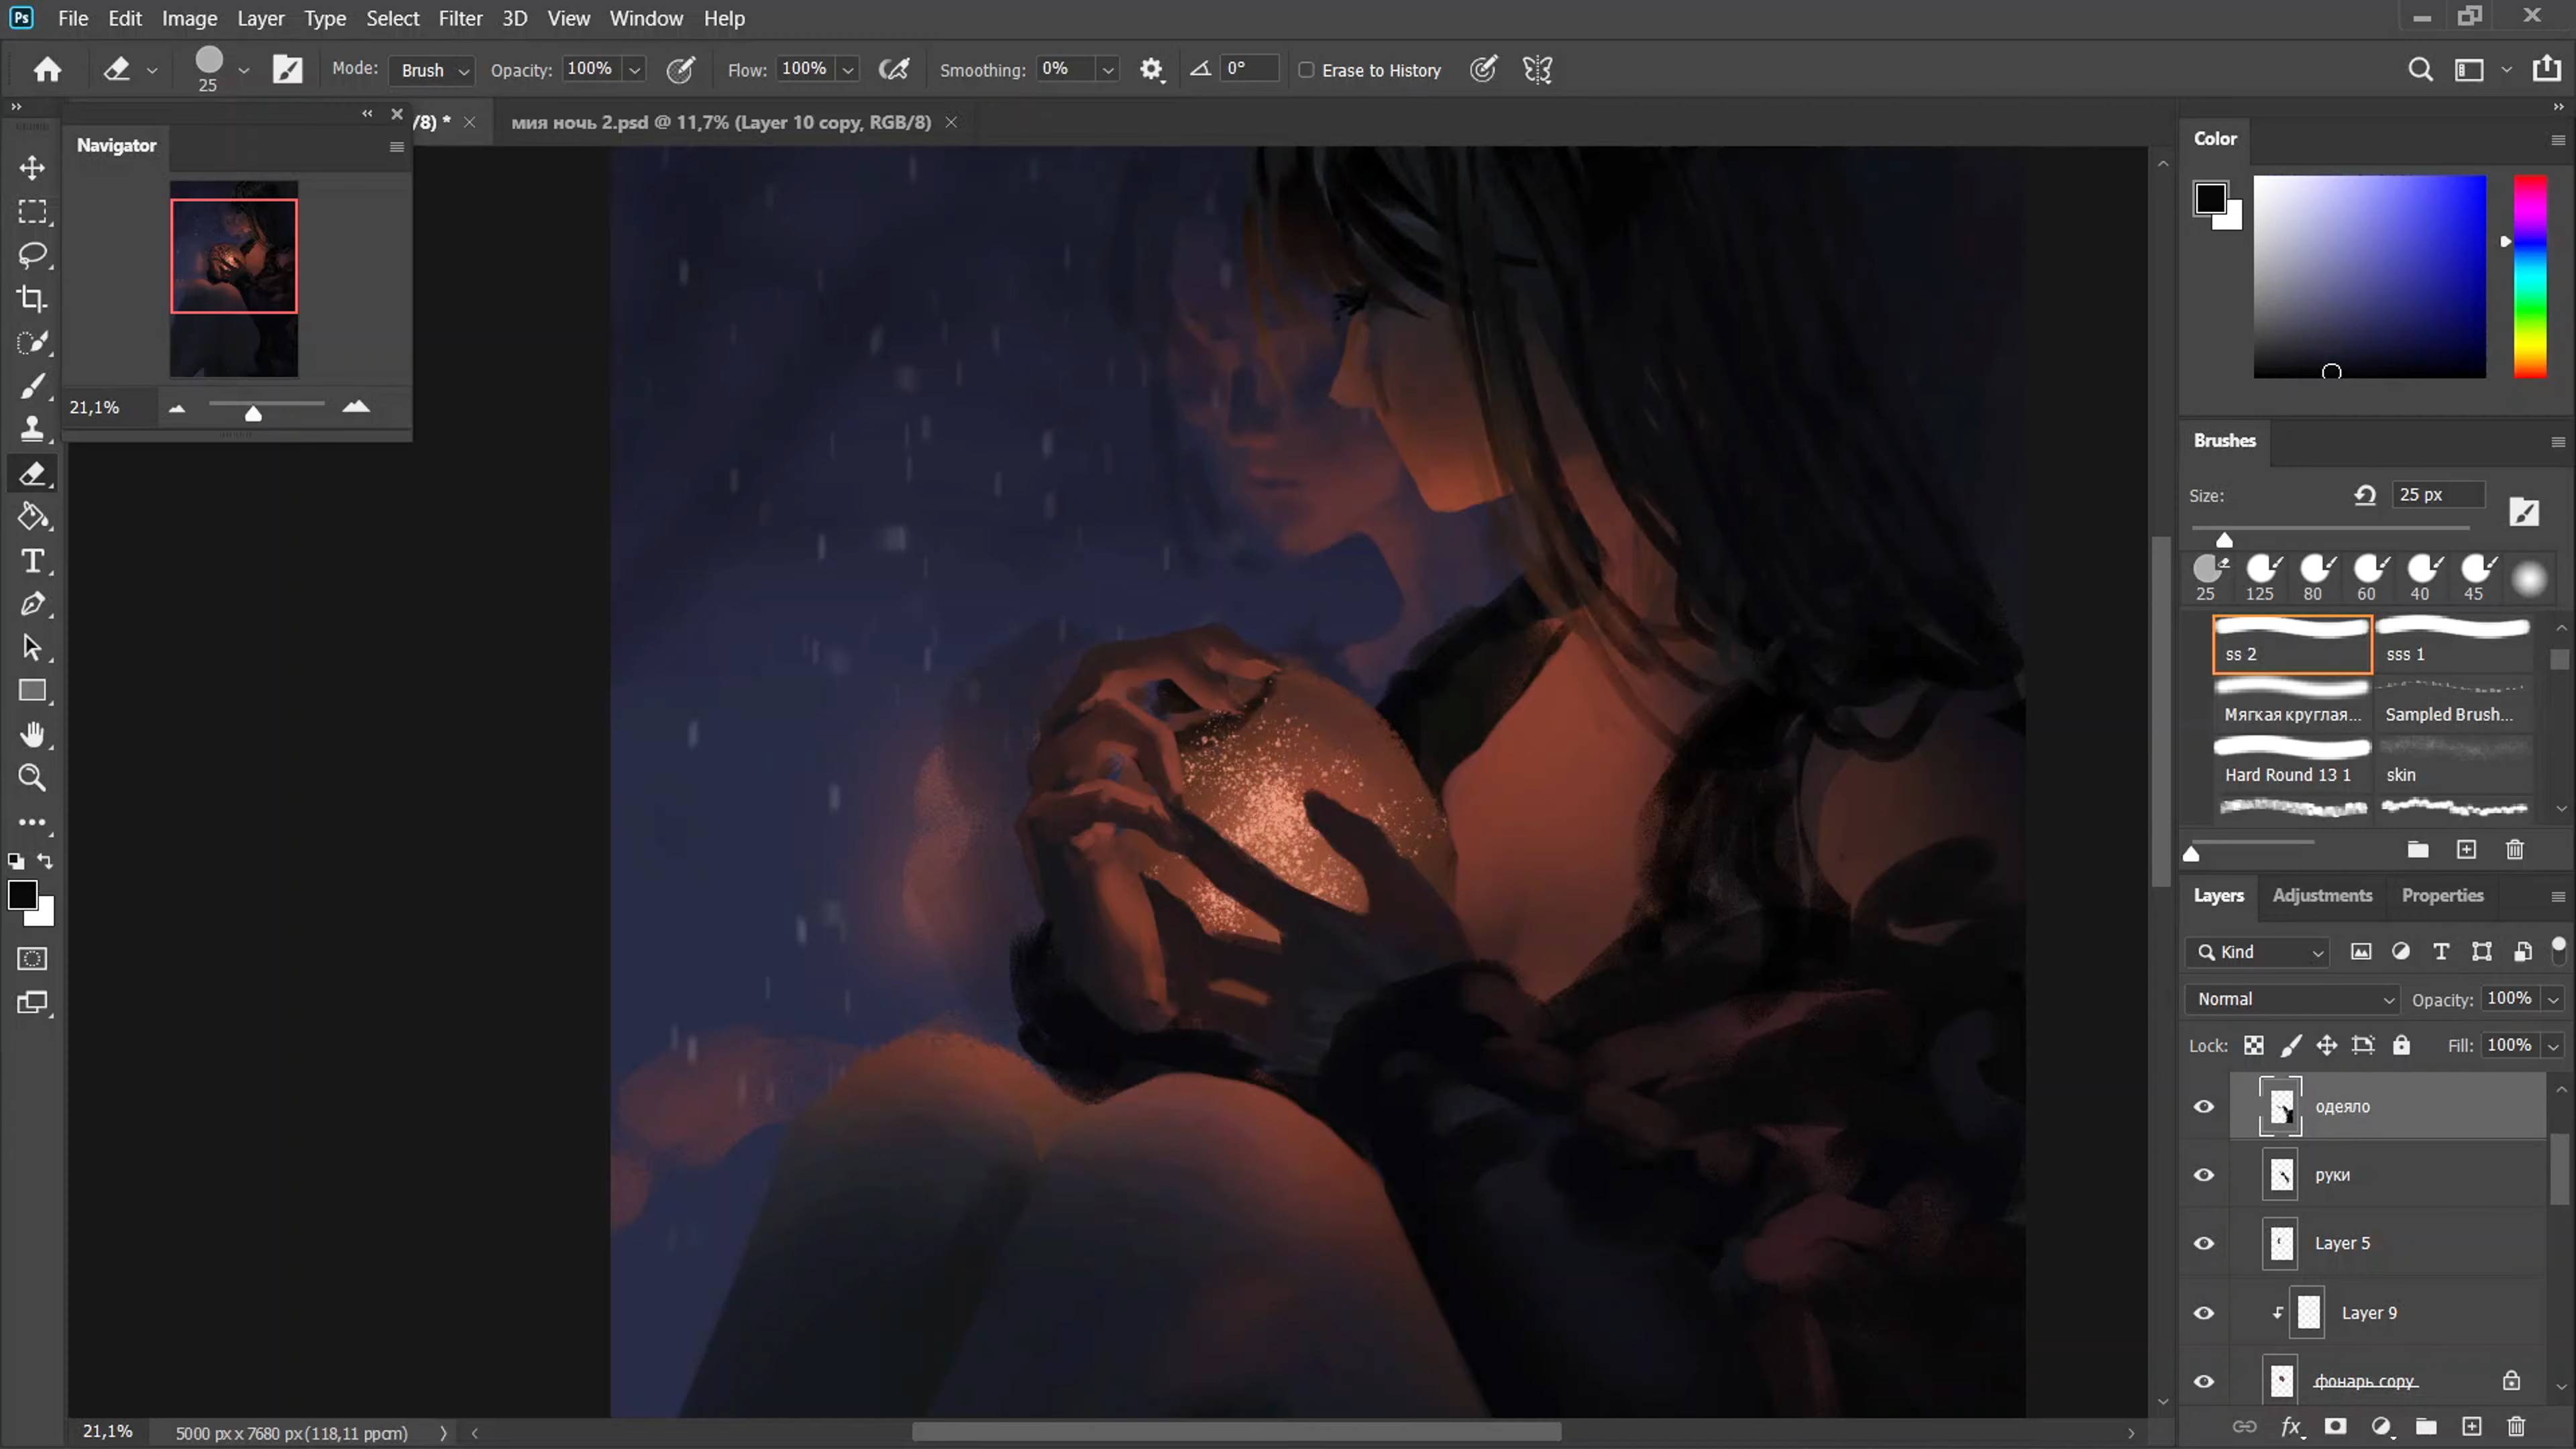 Ps File Edit Image Layer Type Select Filter 3D View Window Help
25 Mode: Brush Opacity: 100% Flow: 100% Smoothing: 0% 0° Erase to History
/8) * мия ночь 2.psd @ 11,7% (Layer 10 copy, RGB/8)
Navigator
21,1%
Color
Brushes
Size: 25 px
25 125 80 60 40 45
ss 2 sss 1
Мягкая круглая... Sampled Brush...
Hard Round 13 1 skin
Layers Adjustments Properties
Kind
Normal Opacity: 100%
Lock: Fill: 100%
одеяло
руки
Layer 5
Layer 9
фонарь copy
21,1% 5000 px x 7680 px (118,11 ppcm)